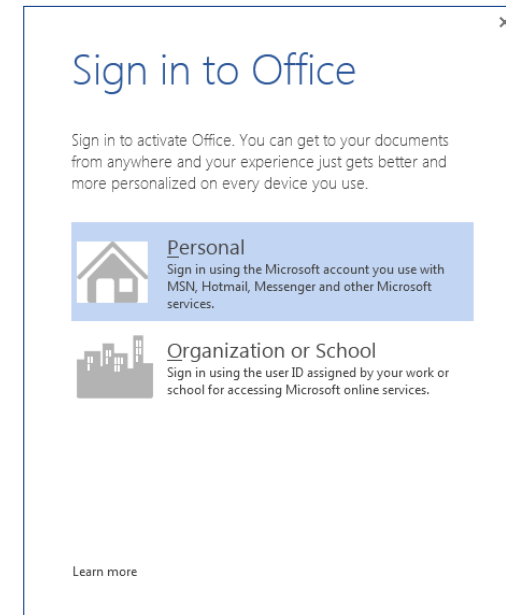 Sign in to Office
Sign in to activate Office. You can get to your documents
from anywhere and your experience just gets better and
more personalized on every device you use.
Personal
Sign in using the Microsoft account you use with
MSN, Hotmail, Messenger and other Microsoft
services.
Organization or School
Sign in using the user ID assigned by your work or
school for accessing Microsoft online services.
Learn more